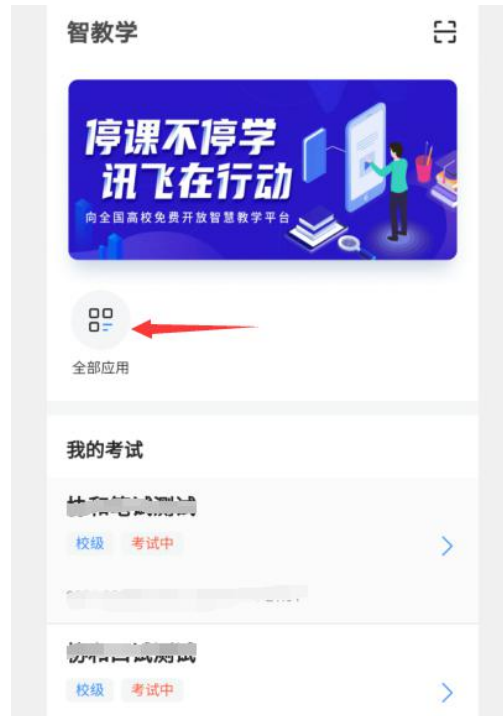 智教学
停课不停学
讯飞在行动
向全国高校免费开放智慧教学平台
全部应用
我的考试
校级 考试中
校级 考试中